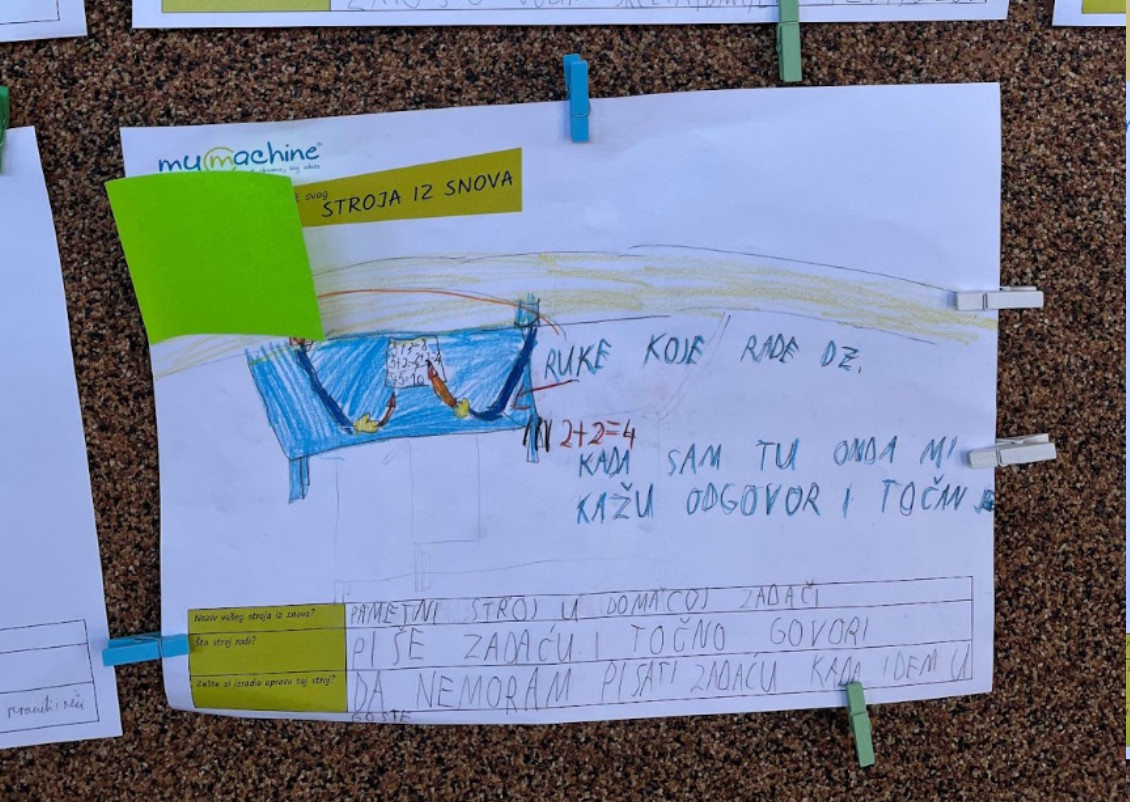 mymachine
STROJA IZ SNOVA
RUKE KOJE RADE DZ.
2+2=4
KADA SAM TU ONDA MI
KAŽU ODGOVOR I TOČAN
Naziv vašeg stroja iz snova?
PAMETNI STROJ U DOMAĆOJ ZADAĆI
Što stroj radi?
PIŠE ZADAĆU I TOČNO GOVORI
Zašto si izradio upravo taj stroj?
DA NEMORAM PISATI ZADAĆU KADA IDEM U
GOSTE